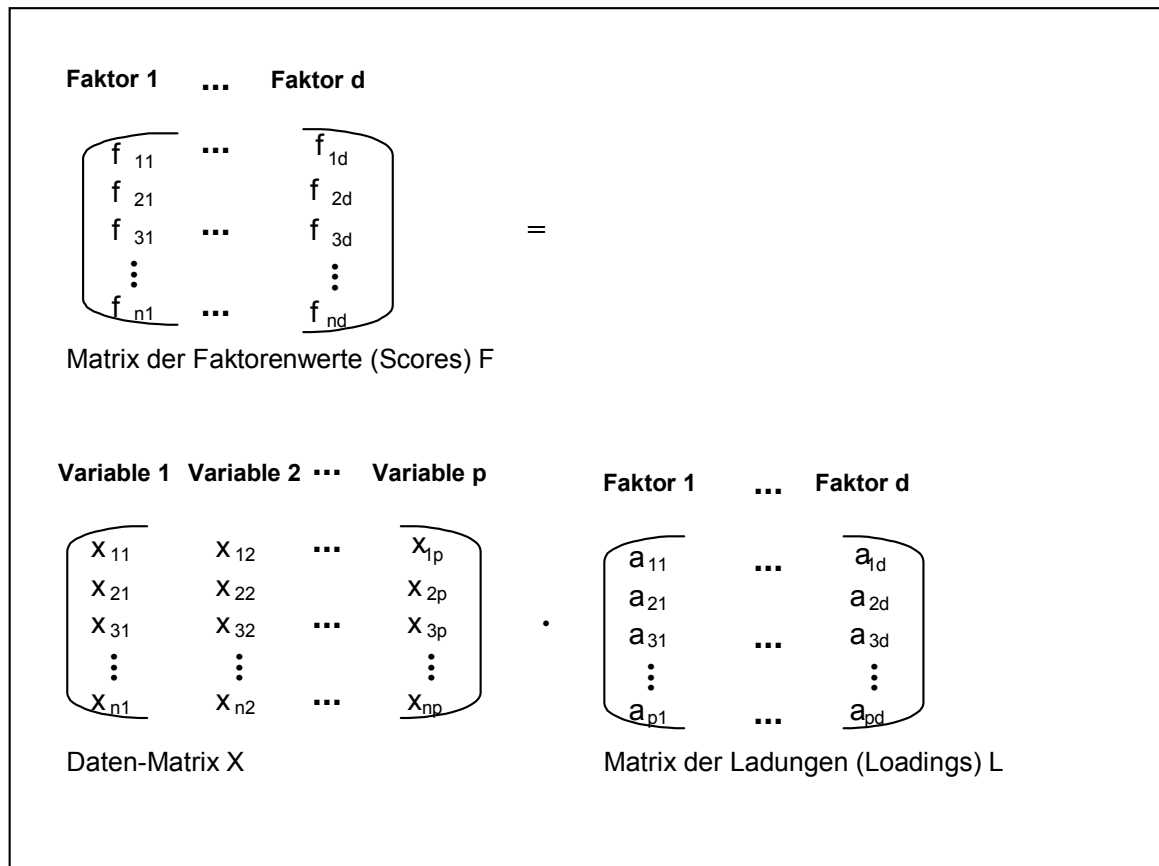 Faktor 1 ... Faktor d
f 11 ... f 1d
f 21 f 2d
f 31 ... f 3d
⋮ ⋮
f n1 ... f nd
=
Matrix der Faktorenwerte (Scores) F
Variable 1 Variable 2 ... Variable p
x 11 x 12 ... x 1p
x 21 x 22 x 2p
x 31 x 32 ... x 3p
⋮ ⋮ ⋮
x n1 x n2 ... x np
Daten-Matrix X
·
Faktor 1 ... Faktor d
a 11 ... a 1d
a 21 a 2d
a 31 ... a 3d
⋮ ⋮
a p1 ... a pd
Matrix der Ladungen (Loadings) L